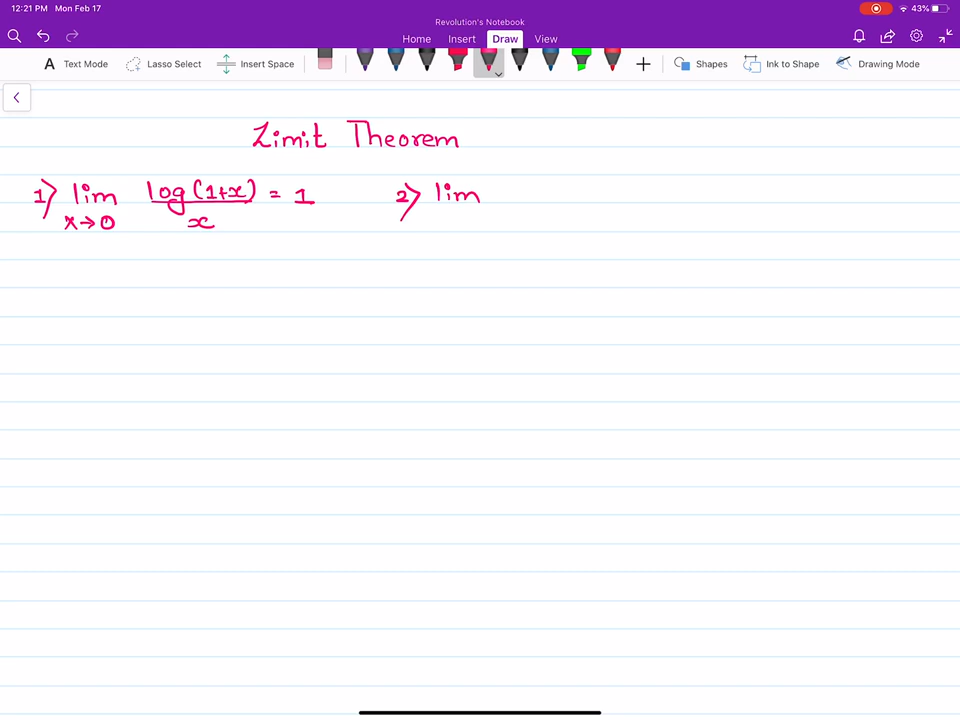 12:21 PM Mon Feb 17
43%
Revolution's Notebook
Home Insert Draw View
A Text Mode Lasso Select Insert Space Shapes Ink to Shape Drawing Mode
Limit Theorem
1) lim x→0 log(1+x)/x = 1 2) lim